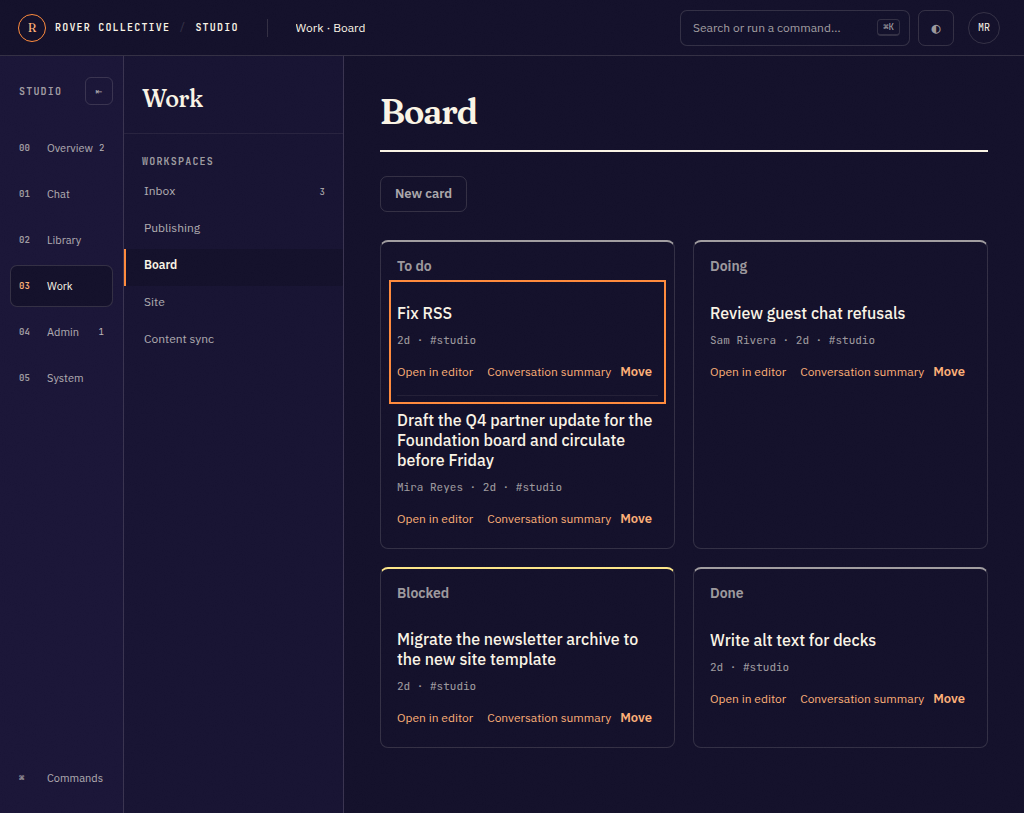 R ROVER COLLECTIVE / STUDIO
Work · Board
Search or run a command... ⌘K
◐
MR
STUDIO
⇤
00 Overview 2
01 Chat
02 Library
03 Work
04 Admin 1
05 System
⌘ Commands
Work
WORKSPACES
Inbox 3
Publishing
Board
Site
Content sync
Board
New card
To do
Fix RSS
2d · #studio
Open in editor Conversation summary Move
Draft the Q4 partner update for the
Foundation board and circulate
before Friday
Mira Reyes · 2d · #studio
Open in editor Conversation summary Move
Doing
Review guest chat refusals
Sam Rivera · 2d · #studio
Open in editor Conversation summary Move
Blocked
Migrate the newsletter archive to
the new site template
2d · #studio
Open in editor Conversation summary Move
Done
Write alt text for decks
2d · #studio
Open in editor Conversation summary Move